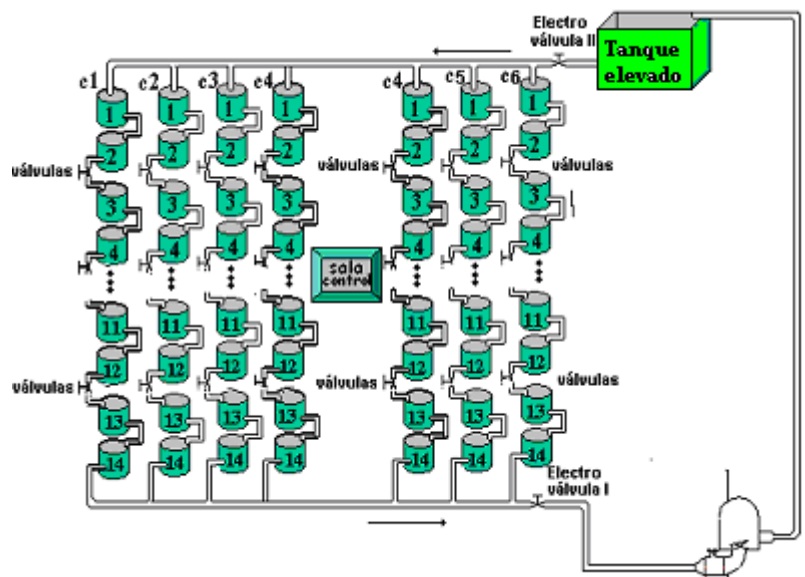 Electro
válvula II
Tanque
elevado
c1 c2 c3 c4 c4 c5 c6
1 1 1 1 1 1 1
2 2 2 2 2 2 2
válvulas válvulas válvulas
3 3 3 3 3 3 3
4 4 4 4 4 4 4
sala
control
11 11 11 11 11 11 11
12 12 12 12 12 12 12
válvulas válvulas válvulas
13 13 13 13 13 13 13
14 14 14 14 14 14 14
Electro
válvula I